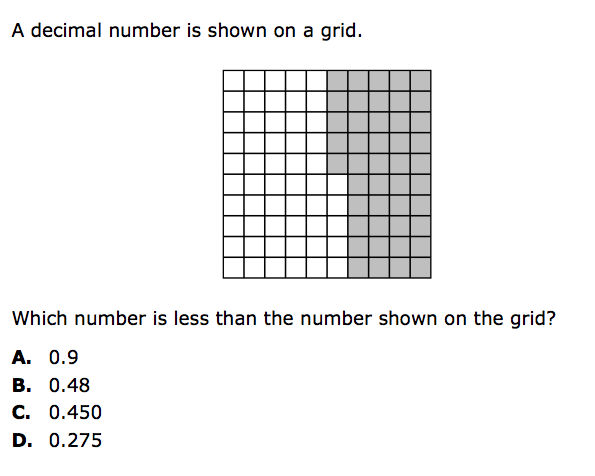 A decimal number is shown on a grid.
Which number is less than the number shown on the grid?
A. 0.9
B. 0.48
C. 0.450
D. 0.275